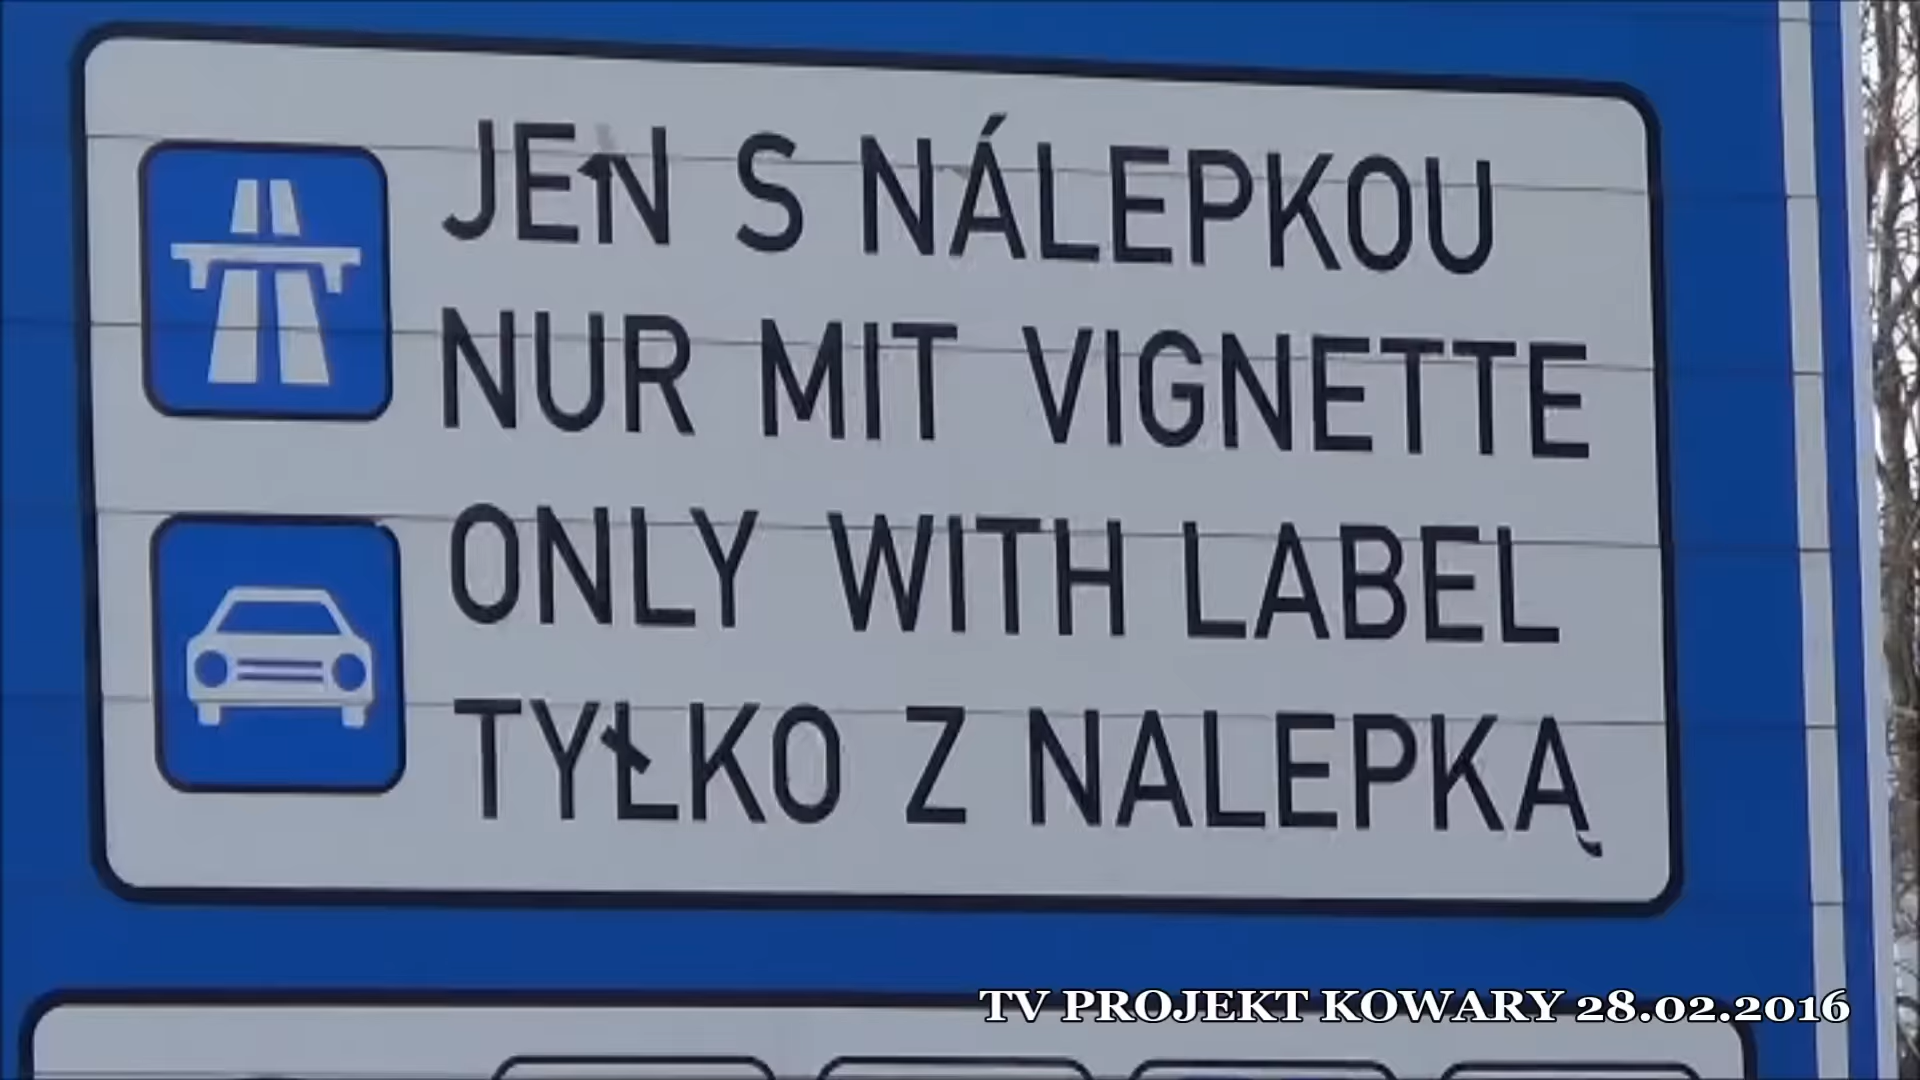 JEN S NÁLEPKOU
NUR MIT VIGNETTE
ONLY WITH LABEL
TYŁKO Z NALEPKĄ
TV PROJEKT KOWARY 28.02.2016